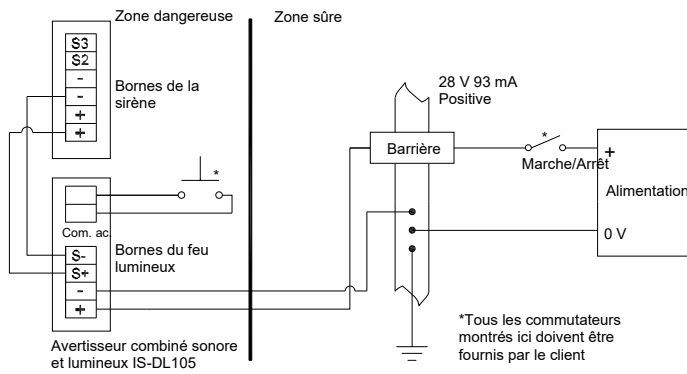 Zone dangereuse
Zone sûre
S3
S2
-
-
+
+
Bornes de la
sirène
28 V 93 mA
Positive
Barrière
*
Marche/Arrêt
+
Alimentation
0 V
*
Com. ac.
S-
S+
-
+
Bornes du feu
lumineux
Avertisseur combiné sonore
et lumineux IS-DL105
*Tous les commutateurs
montrés ici doivent être
fournis par le client